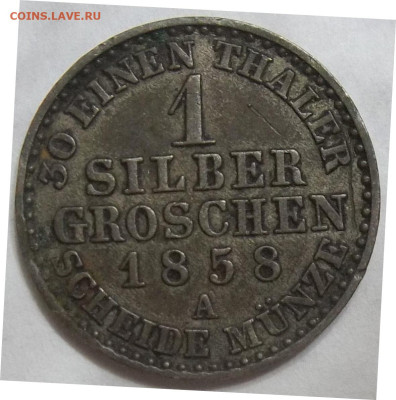 COINS.LAVE.RU
30 EINEN THALER
1
SILBER
GROSCHEN
1858
A
SCHEIDE MÜNZE